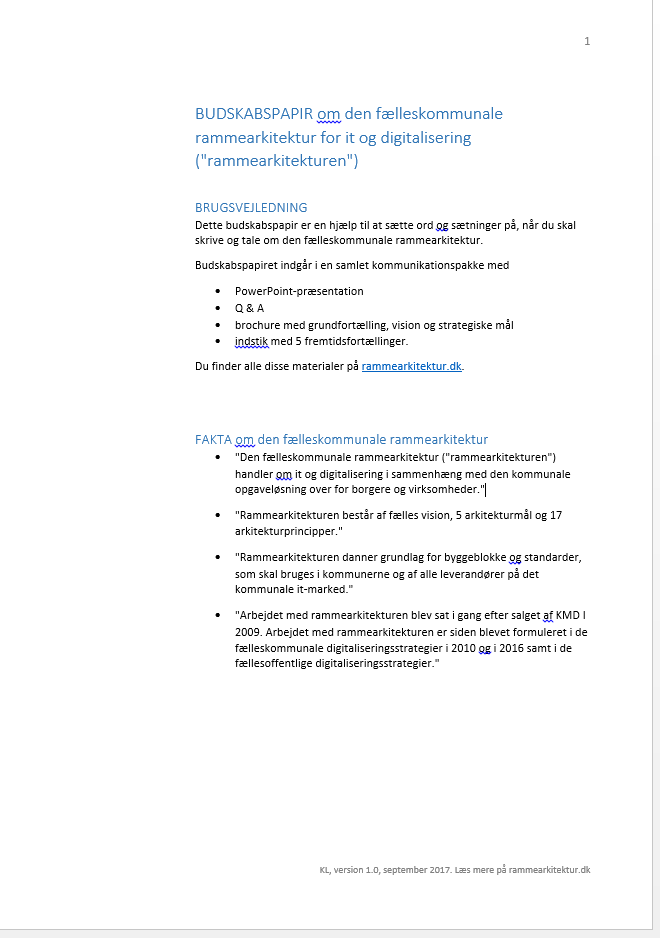 1
BUDSKABSPAPIR om den fælleskommunale
rammearkitektur for it og digitalisering
("rammearkitekturen")
BRUGSVEJLEDNING
Dette budskabspapir er en hjælp til at sætte ord og sætninger på, når du skal
skrive og tale om den fælleskommunale rammearkitektur.
Budskabspapiret indgår i en samlet kommunikationspakke med
• PowerPoint-præsentation
• Q & A
• brochure med grundfortælling, vision og strategiske mål
• indstik med 5 fremtidsfortællinger.
Du finder alle disse materialer på rammearkitektur.dk.
FAKTA om den fælleskommunale rammearkitektur
• "Den fælleskommunale rammearkitektur ("rammearkitekturen")
handler om it og digitalisering i sammenhæng med den kommunale
opgaveløsning over for borgere og virksomheder."
• "Rammearkitekturen består af fælles vision, 5 arkitekturmål og 17
arkitekturprincipper."
• "Rammearkitekturen danner grundlag for byggeblokke og standarder,
som skal bruges i kommunerne og af alle leverandører på det
kommunale it-marked."
• "Arbejdet med rammearkitekturen blev sat i gang efter salget af KMD I
2009. Arbejdet med rammearkitekturen er siden blevet formuleret i de
fælleskommunale digitaliseringsstrategier i 2010 og i 2016 samt i de
fællesoffentlige digitaliseringsstrategier."
KL, version 1.0, september 2017. Læs mere på rammearkitektur.dk